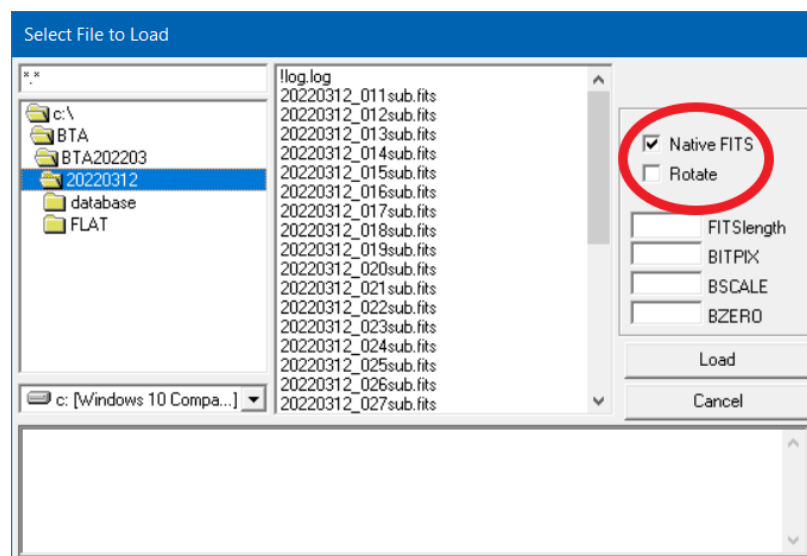 Select File to Load
*.*
c:\
BTA
BTA202203
20220312
database
FLAT
c: [Windows 10 Compa...]
!log.log
20220312_011sub.fits
20220312_012sub.fits
20220312_013sub.fits
20220312_014sub.fits
20220312_015sub.fits
20220312_016sub.fits
20220312_017sub.fits
20220312_018sub.fits
20220312_019sub.fits
20220312_020sub.fits
20220312_021sub.fits
20220312_022sub.fits
20220312_023sub.fits
20220312_024sub.fits
20220312_025sub.fits
20220312_026sub.fits
20220312_027sub.fits
Native FITS
Rotate
FITSlength
BITPIX
BSCALE
BZERO
Load
Cancel